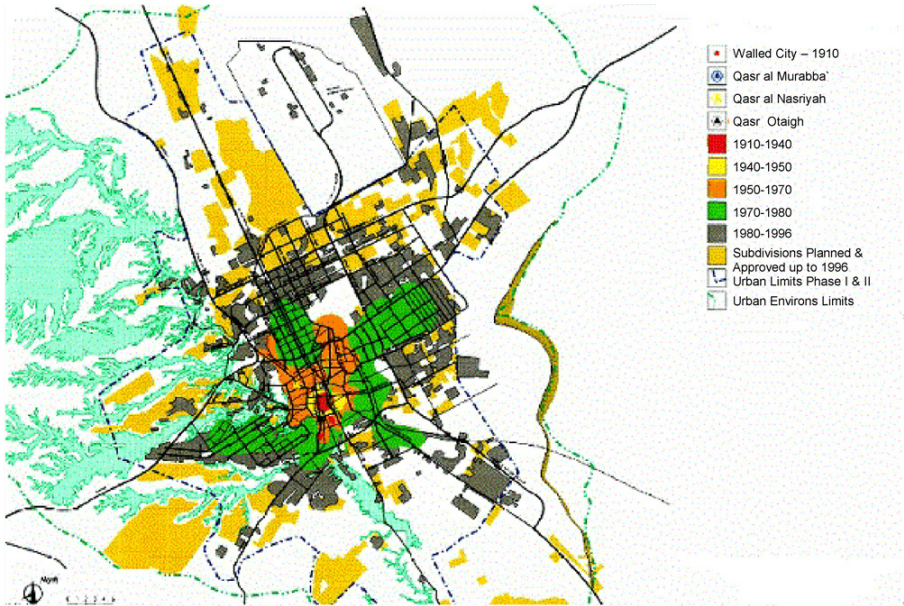 Walled City – 1910
Qasr al Murabba`
Qasr al Nasriyah
Qasr Otaigh
1910-1940
1940-1950
1950-1970
1970-1980
1980-1996
Subdivisions Planned &
Approved up to 1996
Urban Limits Phase I & II
Urban Environs Limits
North